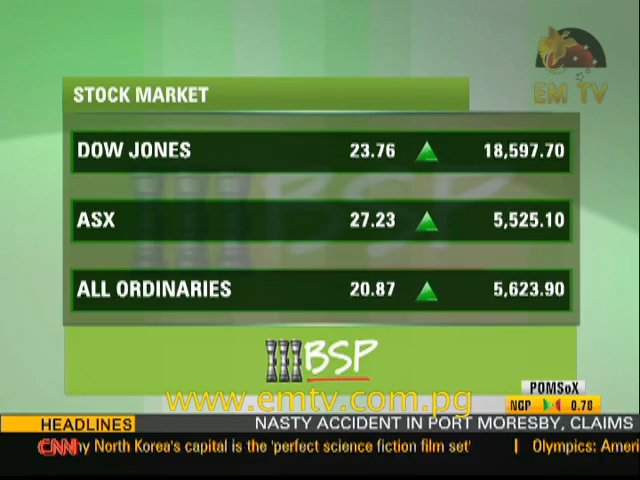 EM TV
STOCK MARKET
DOW JONES 23.76 18,597.70
ASX 27.23 5,525.10
ALL ORDINARIES 20.87 5,623.90
BSP
BSP
www.emtv.com.pg
POMSoX
NGP 0.70
HEADLINES NASTY ACCIDENT IN PORT MORESBY, CLAIMS
CNN North Korea's capital is the 'perfect science fiction film set' | Olympics: Ameri